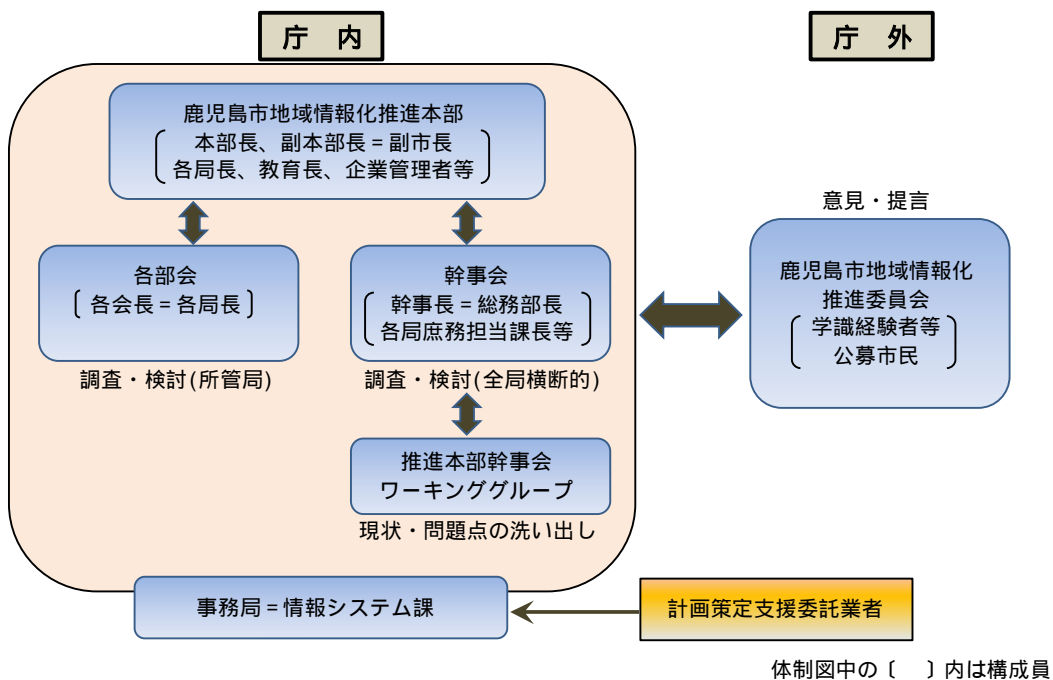 庁 内
庁 外
鹿児島市地域情報化推進本部
本部長、副本部長=副市長
各局長、教育長、企業管理者等
各部会
〔 各会長=各局長 〕
調査・検討(所管局)
幹事会
幹事長=総務部長
各局庶務担当課長等
調査・検討(全局横断的)
推進本部幹事会
ワーキンググループ
現状・問題点の洗い出し
意見・提言
鹿児島市地域情報化
推進委員会
学識経験者等
公募市民
事務局=情報システム課
計画策定支援委託業者
体制図中の〔 〕内は構成員